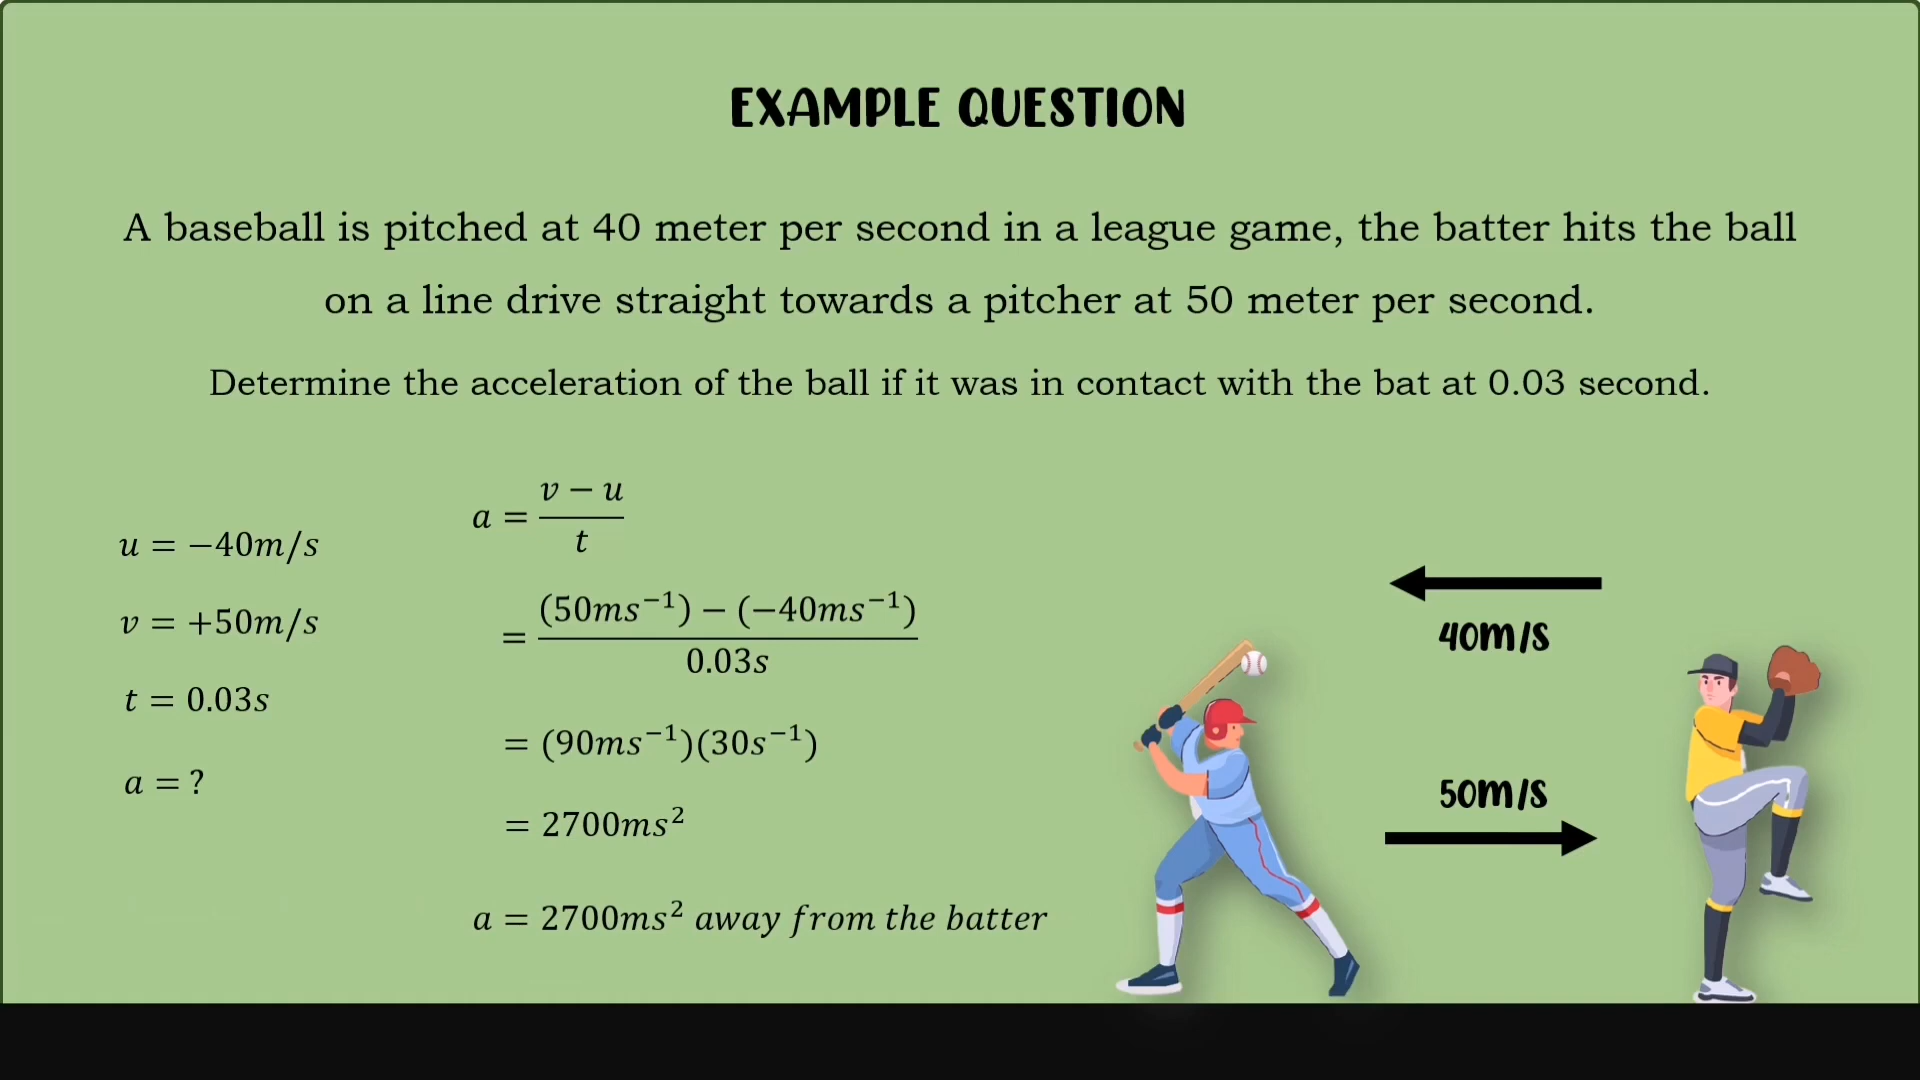 EXAMPLE QUESTION
A baseball is pitched at 40 meter per second in a league game, the batter hits the ball
on a line drive straight towards a pitcher at 50 meter per second.
Determine the acceleration of the ball if it was in contact with the bat at 0.03 second.
u = −40m/s
v = +50m/s
t = 0.03s
a = ?
a = \frac{v − u}{t}
= \frac{(50ms⁻¹) − (−40ms⁻¹)}{0.03s}
= (90ms⁻¹)(30s⁻¹)
= 2700ms²
a = 2700ms² away from the batter
40m/s
50m/s